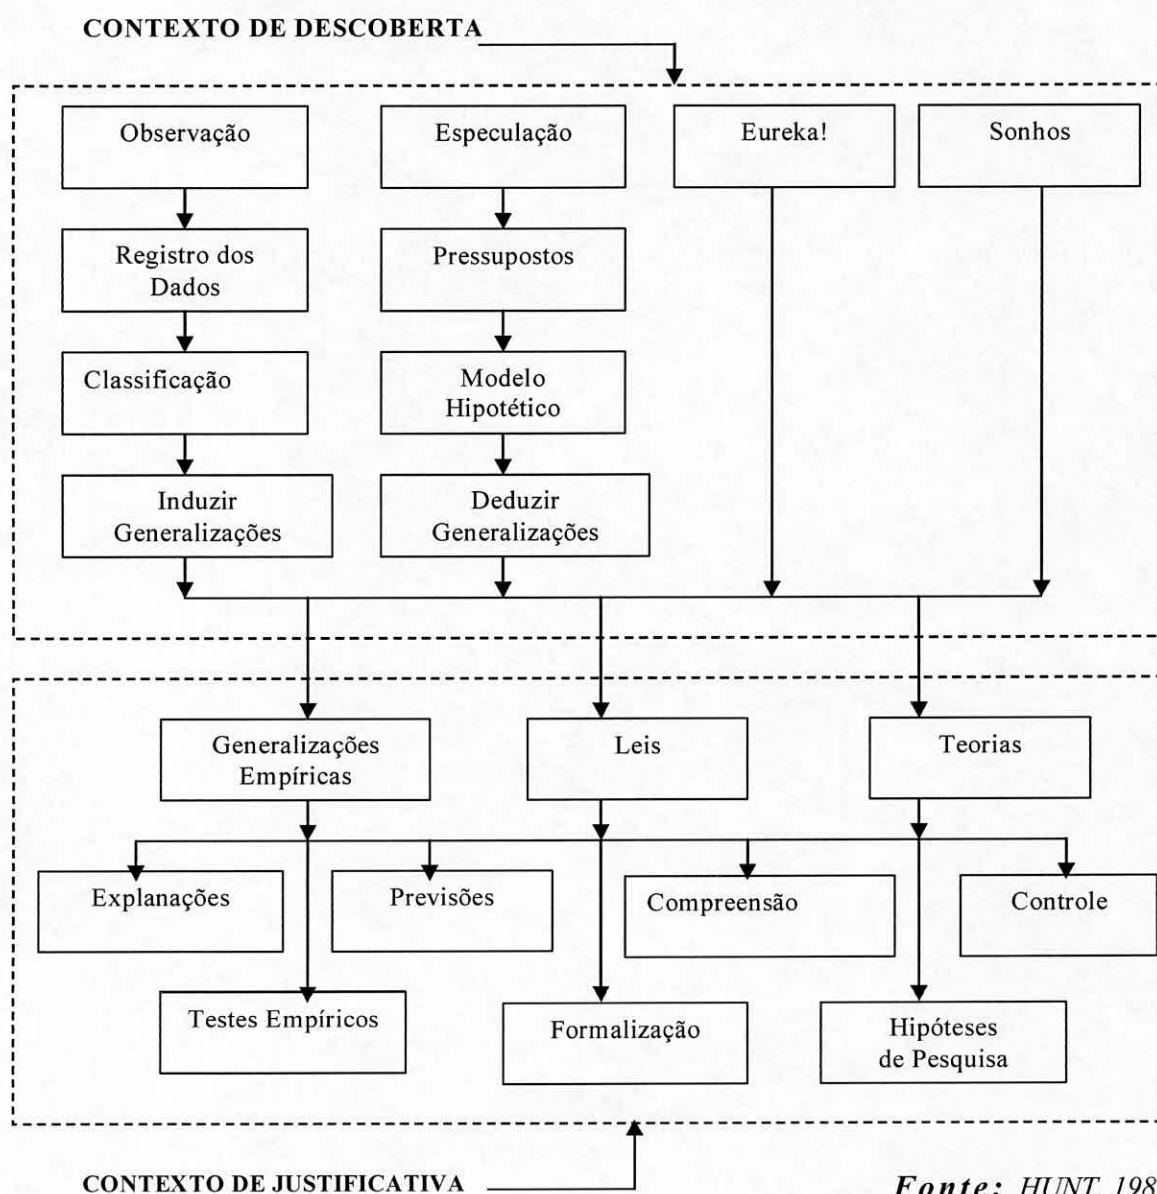 CONTEXTO DE DESCOBERTA
Observação
Especulação
Eureka!
Sonhos
Registro dos
Dados
Pressupostos
Classificação
Modelo
Hipotético
Induzir
Generalizações
Deduzir
Generalizações
Generalizações
Empíricas
Leis
Teorias
Explanações
Previsões
Compreensão
Controle
Testes Empíricos
Formalização
Hipóteses
de Pesquisa
CONTEXTO DE JUSTIFICATIVA
Fonte: HUNT, 198